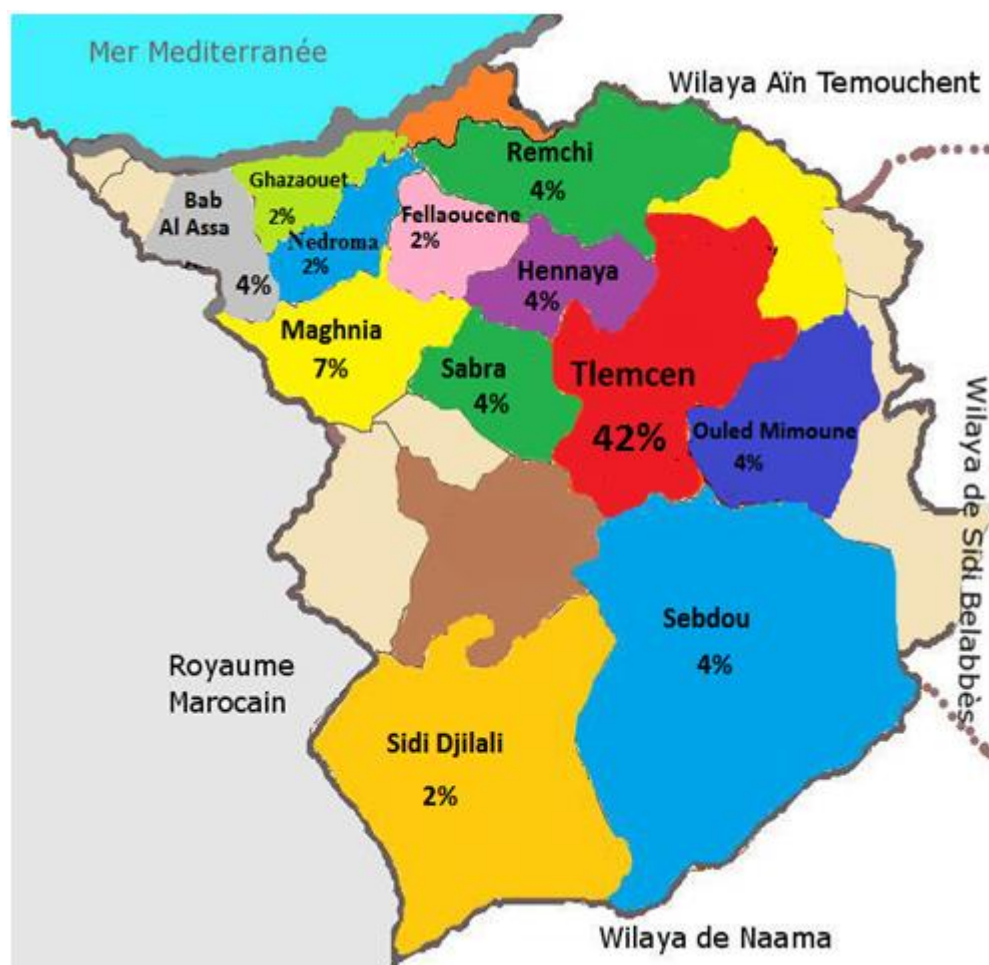 Mer Mediterranée
Wilaya Aïn Temouchent
Remchi
4%
Ghazaouet
2%
Bab
Al Assa
4%
Nedroma
2%
Fellaoucene
2%
Hennaya
4%
Maghnia
7%
Sabra
4%
Tlemcen
42%
Ouled Mimoune
4%
Wilaya de Sidi Belabbès
Sebdou
4%
Royaume
Marocain
Sidi Djilali
2%
Wilaya de Naama